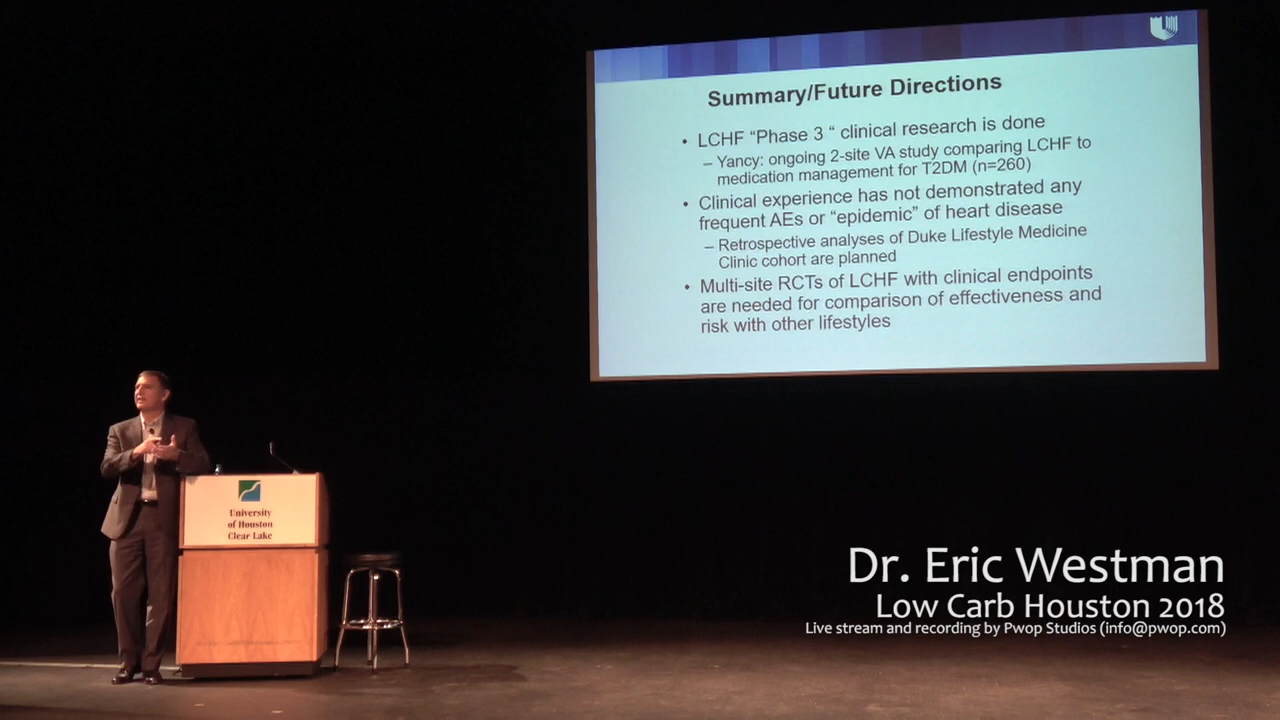 Summary/Future Directions
• LCHF “Phase 3 “ clinical research is done
– Yancy: ongoing 2-site VA study comparing LCHF to
medication management for T2DM (n=260)
• Clinical experience has not demonstrated any
frequent AEs or “epidemic” of heart disease
– Retrospective analyses of Duke Lifestyle Medicine
Clinic cohort are planned
• Multi-site RCTs of LCHF with clinical endpoints
are needed for comparison of effectiveness and
risk with other lifestyles
University
of Houston
Clear Lake
Dr. Eric Westman
Low Carb Houston 2018
Live stream and recording by Pwop Studios (info@pwop.com)